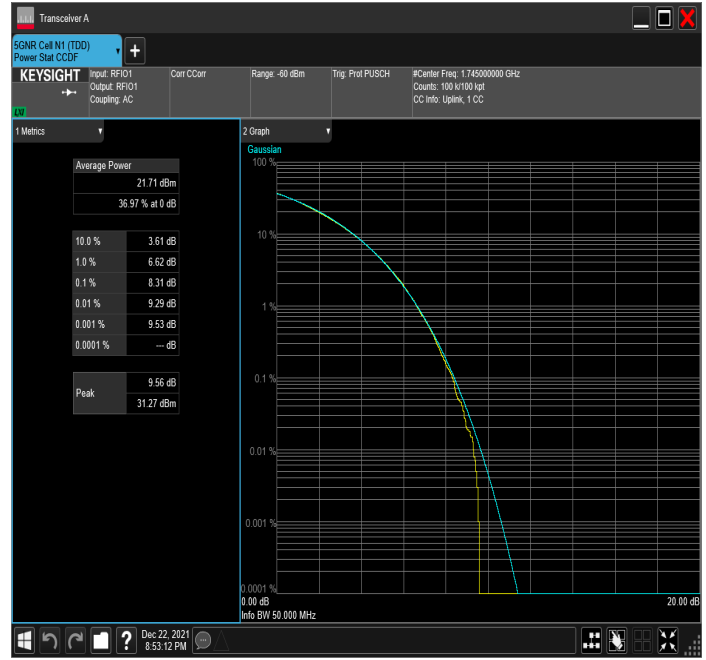 Transceiver A
5GNR Cell N1 (TDD)
Power Stat CCDF
KEYSIGHT
Input: RFIO1
Output: RFIO1
Coupling: AC
Corr CCorr
Range: -60 dBm
Trig: Prot PUSCH
#Center Freq: 1.745000000 GHz
Counts: 100 k/100 kpt
CC Info: Uplink, 1 CC
1 Metrics
Average Power
21.71 dBm
36.97 % at 0 dB
10.0 % 3.61 dB
1.0 % 6.62 dB
0.1 % 8.31 dB
0.01 % 9.29 dB
0.001 % 9.53 dB
0.0001 % --- dB
Peak
9.56 dB
31.27 dBm
2 Graph
Gaussian
100 %
10 %
1 %
0.1 %
0.01 %
0.001 %
0.0001 %
0.00 dB
20.00 dB
Info BW 50.000 MHz
?
Dec 22, 2021
8:53:12 PM